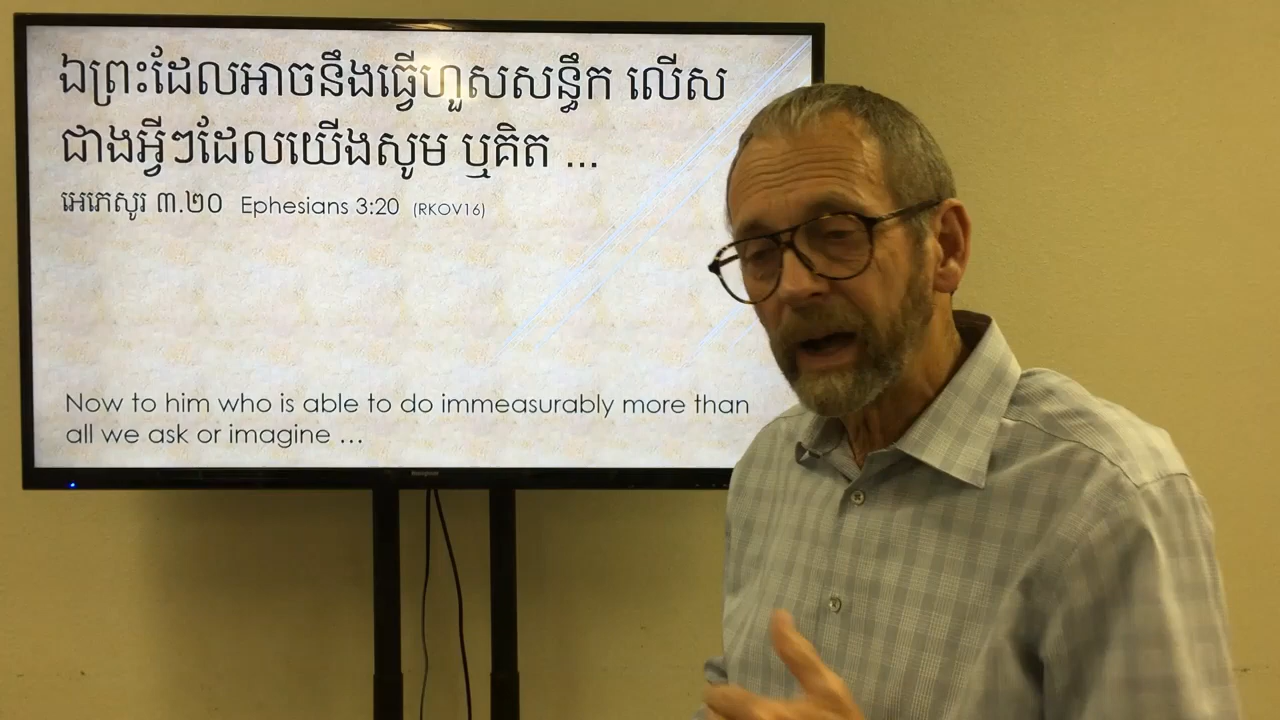 ឯព្រះដែលអាចនឹងធ្វើហួសសន្ធឹក លើស
ជាងអ្វីៗដែលយើងសូម ឬគិត ...
អេភេសូរ ៣.២០ Ephesians 3:20 (RKOV16)
Now to him who is able to do immeasurably more than
all we ask or imagine ...